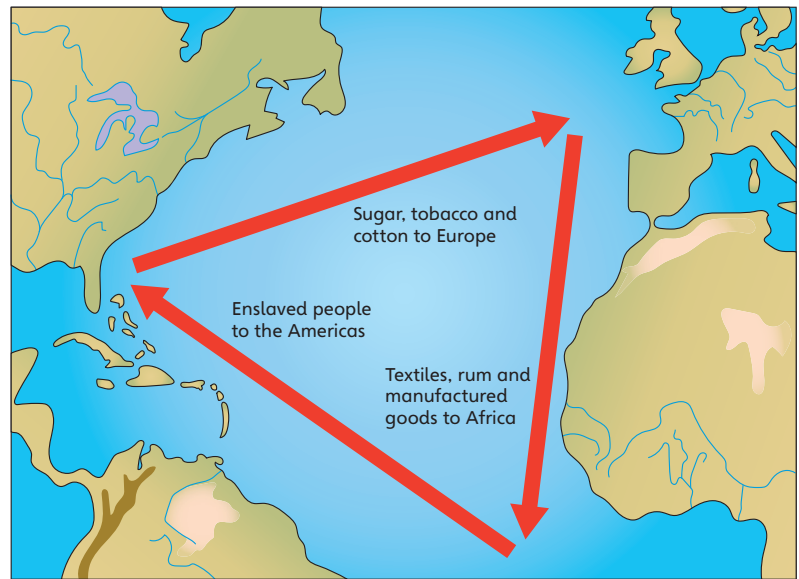 Sugar, tobacco and
cotton to Europe
Enslaved people
to the Americas
Textiles, rum and
manufactured
goods to Africa